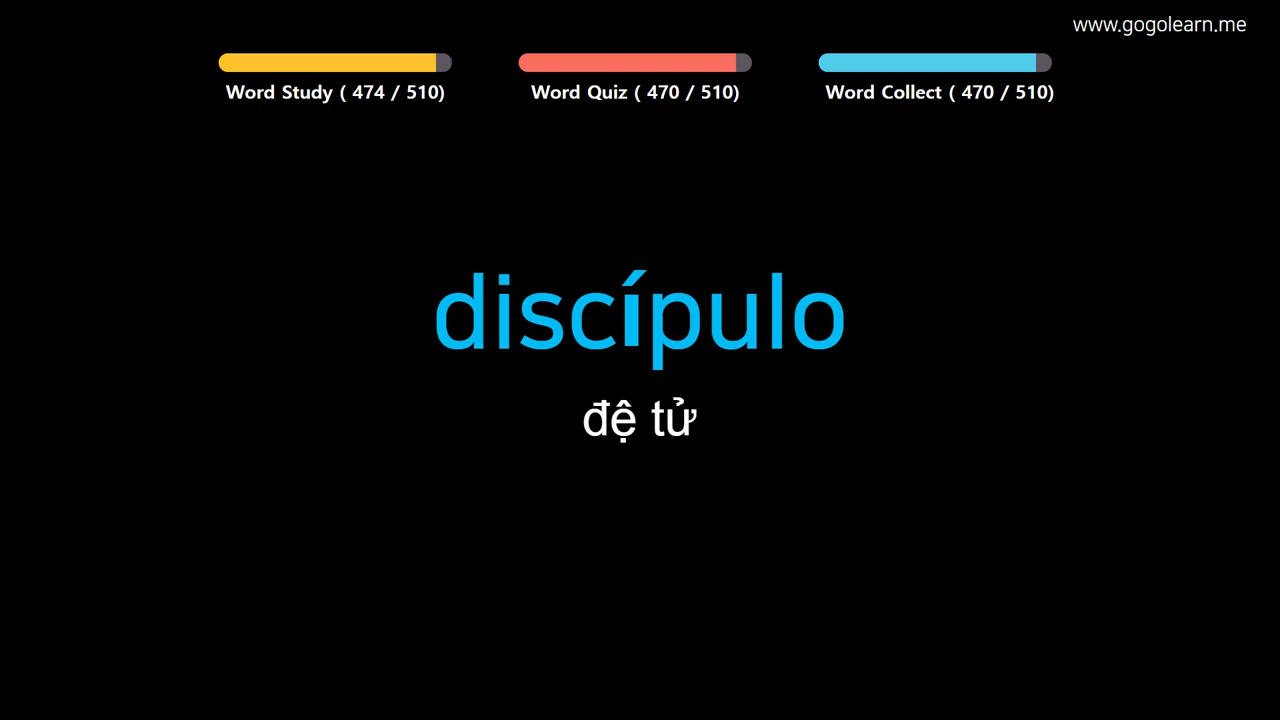 www.gogolearn.me
Word Study ( 474 / 510)
Word Quiz ( 470 / 510)
Word Collect ( 470 / 510)
discípulo
đệ tử